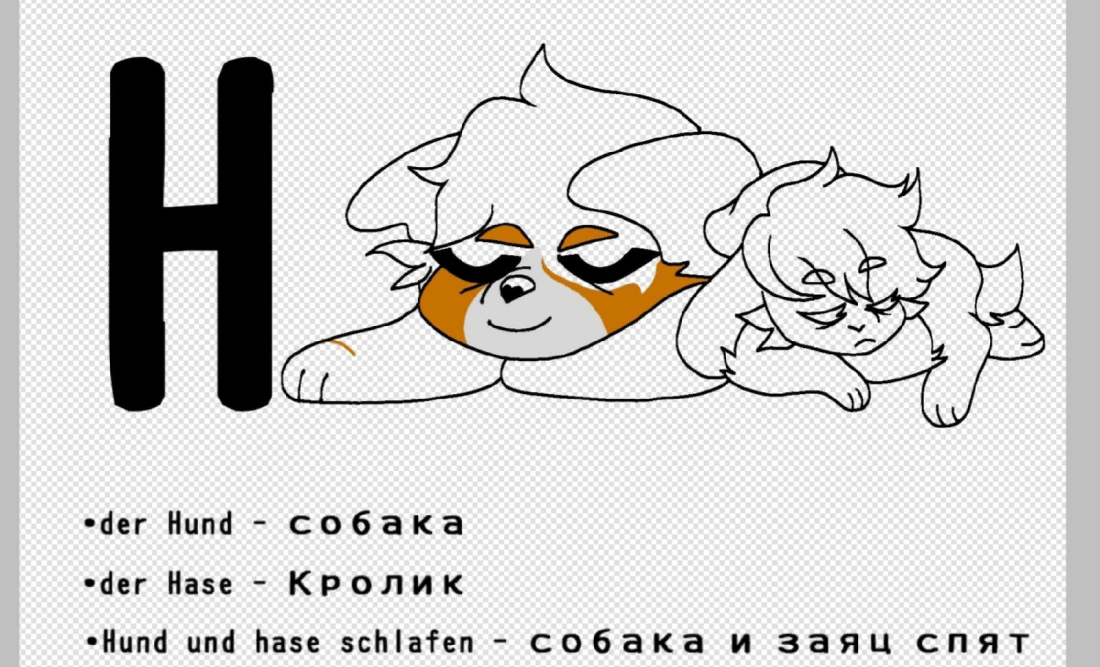 H
•der Hund - собака
•der Hase - Кролик
•Hund und hase schlafen - собака и заяц спят